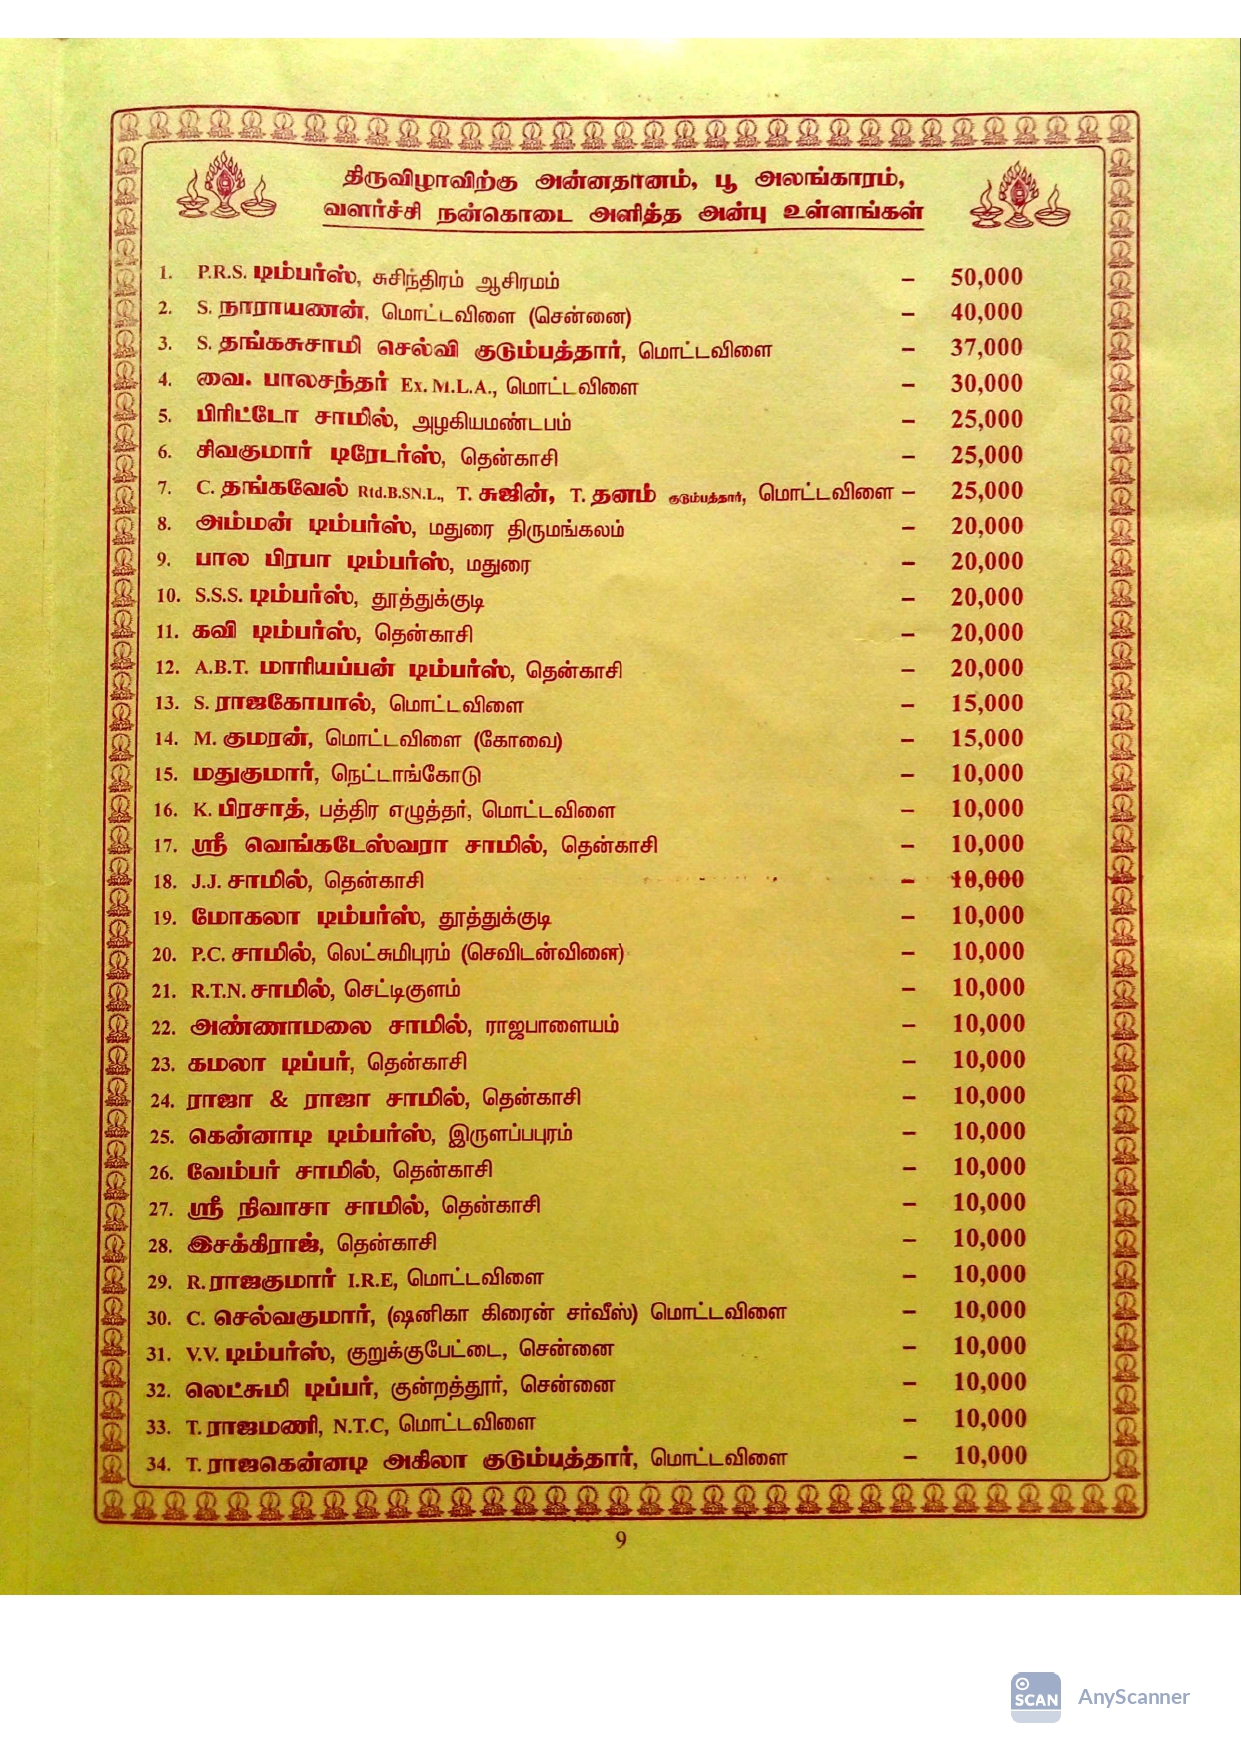 திருவிழாவிற்கு அன்னதானம், பூ அலங்காரம்,
வளர்ச்சி நன்கொடை அளித்த அன்பு உள்ளங்கள்
1. P.R.S. டிம்பர்ஸ், சுசிந்திரம் ஆசிரமம் – 50,000
2. S. நாராயணன், மொட்டவிளை (சென்னை) – 40,000
3. S. தங்கசுசாமி செல்வி குடும்பத்தார், மொட்டவிளை – 37,000
4. வை. பாலசந்தர் Ex. M.L.A., மொட்டவிளை – 30,000
5. பிரிட்டோ சாமில், அழகியமண்டபம் – 25,000
6. சிவகுமார் டிரேடர்ஸ், தென்காசி – 25,000
7. C. தங்கவேல் Rtd.B.SN.L., T. சுஜின், T. தனம் குடும்பத்தார், மொட்டவிளை – 25,000
8. அம்மன் டிம்பர்ஸ், மதுரை திருமங்கலம் – 20,000
9. பால பிரபா டிம்பர்ஸ், மதுரை – 20,000
10. S.S.S. டிம்பர்ஸ், தூத்துக்குடி – 20,000
11. கவி டிம்பர்ஸ், தென்காசி – 20,000
12. A.B.T. மாரியப்பன் டிம்பர்ஸ், தென்காசி – 20,000
13. S. ராஜகோபால், மொட்டவிளை – 15,000
14. M. குமரன், மொட்டவிளை (கோவை) – 15,000
15. மதுகுமார், நெட்டாங்கோடு – 10,000
16. K. பிரசாத், பத்திர எழுத்தர், மொட்டவிளை – 10,000
17. ஸ்ரீ வெங்கடேஸ்வரா சாமில், தென்காசி – 10,000
18. J.J. சாமில், தென்காசி – 10,000
19. மோகலா டிம்பர்ஸ், தூத்துக்குடி – 10,000
20. P.C. சாமில், லெட்சுமிபுரம் (செவிடன்விளை) – 10,000
21. R.T.N. சாமில், செட்டிகுளம் – 10,000
22. அண்ணாமலை சாமில், ராஜபாளையம் – 10,000
23. கமலா டிப்பர், தென்காசி – 10,000
24. ராஜா & ராஜா சாமில், தென்காசி – 10,000
25. கென்னாடி டிம்பர்ஸ், இருளப்பபுரம் – 10,000
26. வேம்பர் சாமில், தென்காசி – 10,000
27. ஸ்ரீ நிவாசா சாமில், தென்காசி – 10,000
28. இசக்கிராஜ், தென்காசி – 10,000
29. R. ராஜகுமார் I.R.E, மொட்டவிளை – 10,000
30. C. செல்வகுமார், (ஷனிகா கிரைன் சர்வீஸ்) மொட்டவிளை – 10,000
31. V.V. டிம்பர்ஸ், குறுக்குபேட்டை, சென்னை – 10,000
32. லெட்சுமி டிப்பர், குன்றத்தூர், சென்னை – 10,000
33. T. ராஜமணி, N.T.C, மொட்டவிளை – 10,000
34. T. ராஜகென்னடி அகிலா குடும்பத்தார், மொட்டவிளை – 10,000
9
SCAN AnyScanner